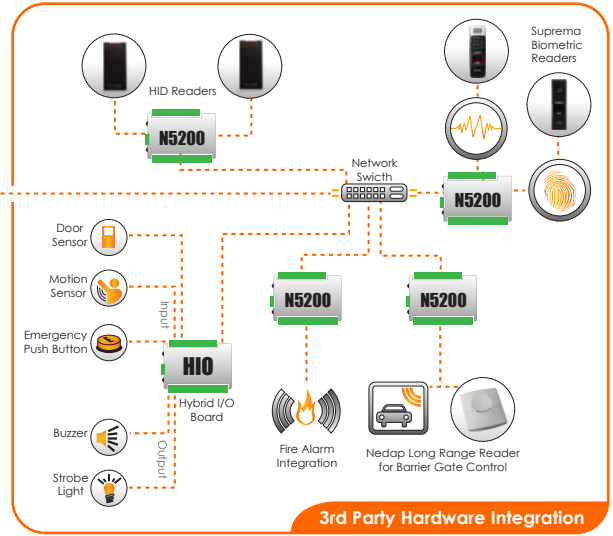 Suprema
Biometric
Readers
HID Readers
N5200
Network
Swicth
N5200
Door
Sensor
Motion
Sensor
Input
N5200
N5200
Emergency
Push Button
HIO
Hybrid I/O
Board
Buzzer
Output
Strobe
Light
Fire Alarm
Integration
Nedap Long Range Reader
for Barrier Gate Control
3rd Party Hardware Integration